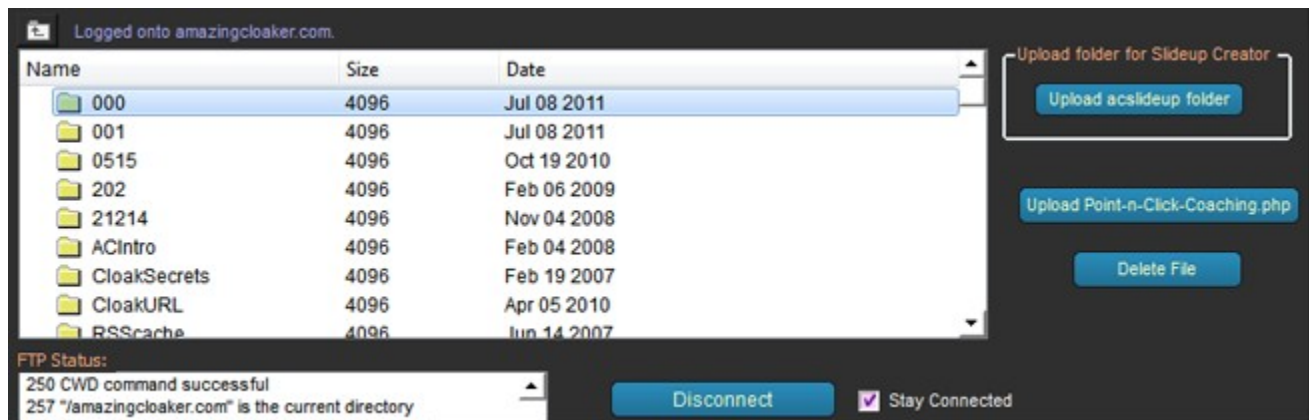 Logged onto amazingcloaker.com.
Name Size Date
000 4096 Jul 08 2011
001 4096 Jul 08 2011
0515 4096 Oct 19 2010
202 4096 Feb 06 2009
21214 4096 Nov 04 2008
ACIntro 4096 Feb 04 2008
CloakSecrets 4096 Feb 19 2007
CloakURL 4096 Apr 05 2010
RSScache 4096 Jun 14 2007
Upload folder for Slideup Creator
Upload acslideup folder
Upload Point-n-Click-Coaching.php
Delete File
FTP Status:
250 CWD command successful
257 "/amazingcloaker.com" is the current directory
Disconnect
Stay Connected